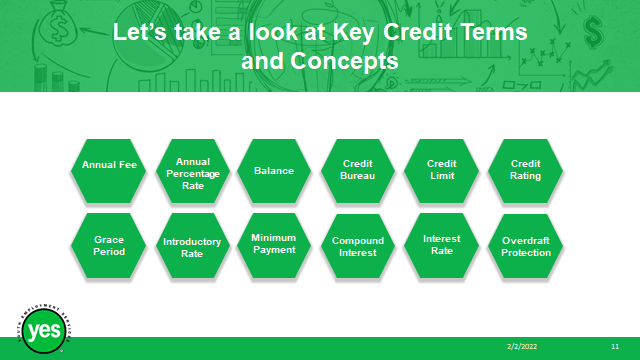 Let’s take a look at Key Credit Terms
and Concepts
Annual Fee
Annual
Percentage
Rate
Balance
Credit
Bureau
Credit
Limit
Credit
Rating
Grace
Period
Introductory
Rate
Minimum
Payment
Compound
Interest
Interest
Rate
Overdraft
Protection
YOUTH EMPLOYMENT SERVICES
yes
2/2/2022
11